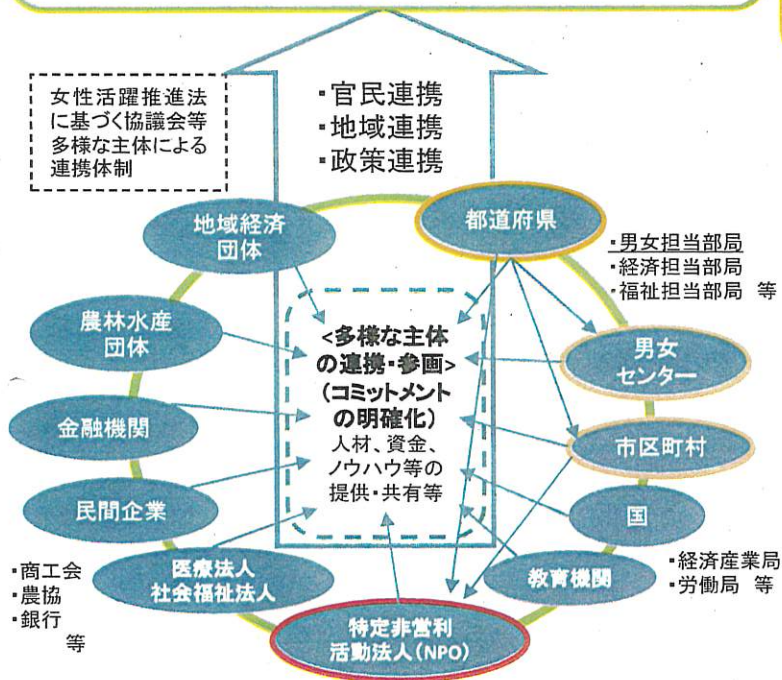 女性活躍推進法
に基づく協議会等
多様な主体による
連携体制
・官民連携
・地域連携
・政策連携
地域経済
団体
都道府県
・男女担当部局
・経済担当部局
・福祉担当部局 等
農林水産
団体
<多様な主体
の連携・参画>
(コミットメント
の明確化)
人材、資金、
ノウハウ等の
提供・共有等
男女
センター
金融機関
市区町村
民間企業
国
・商工会
・農協
・銀行
等
医療法人
社会福祉法人
教育機関
・経済産業局
・労働局 等
特定非営利
活動法人(NPO)